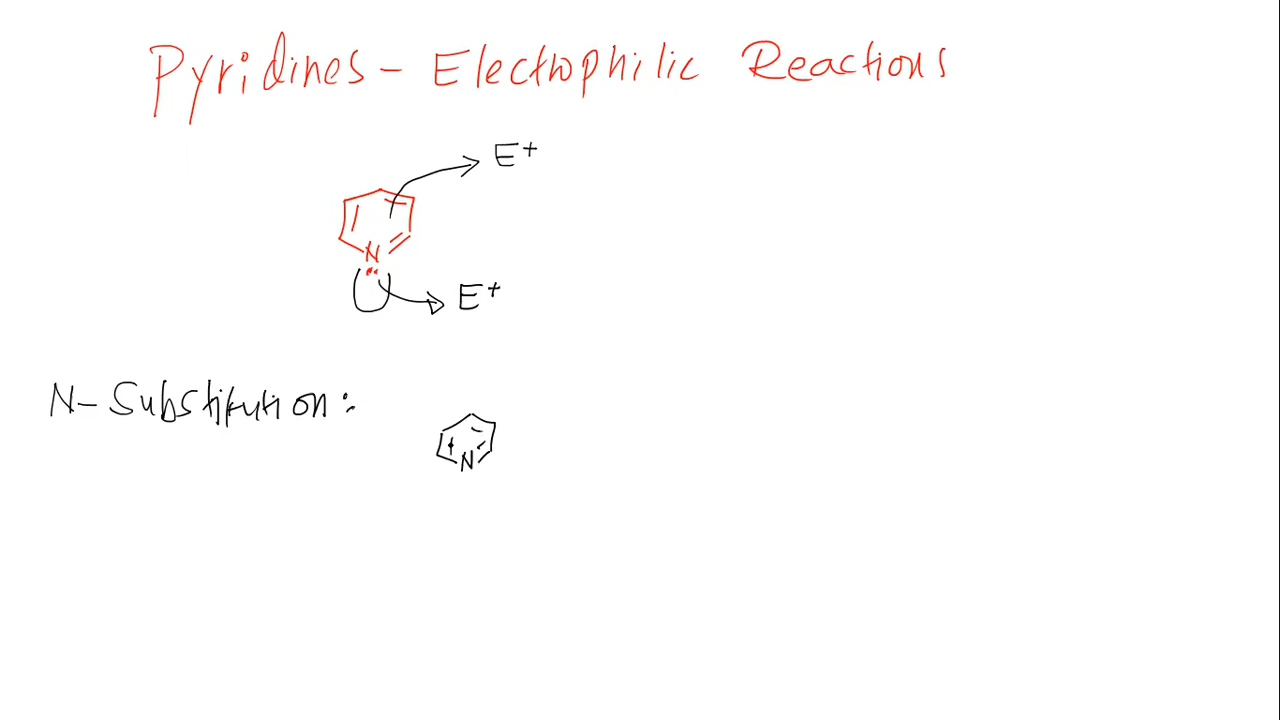 Pyridines - Electrophilic Reactions
E+
N
E+
N- Substitution:
N